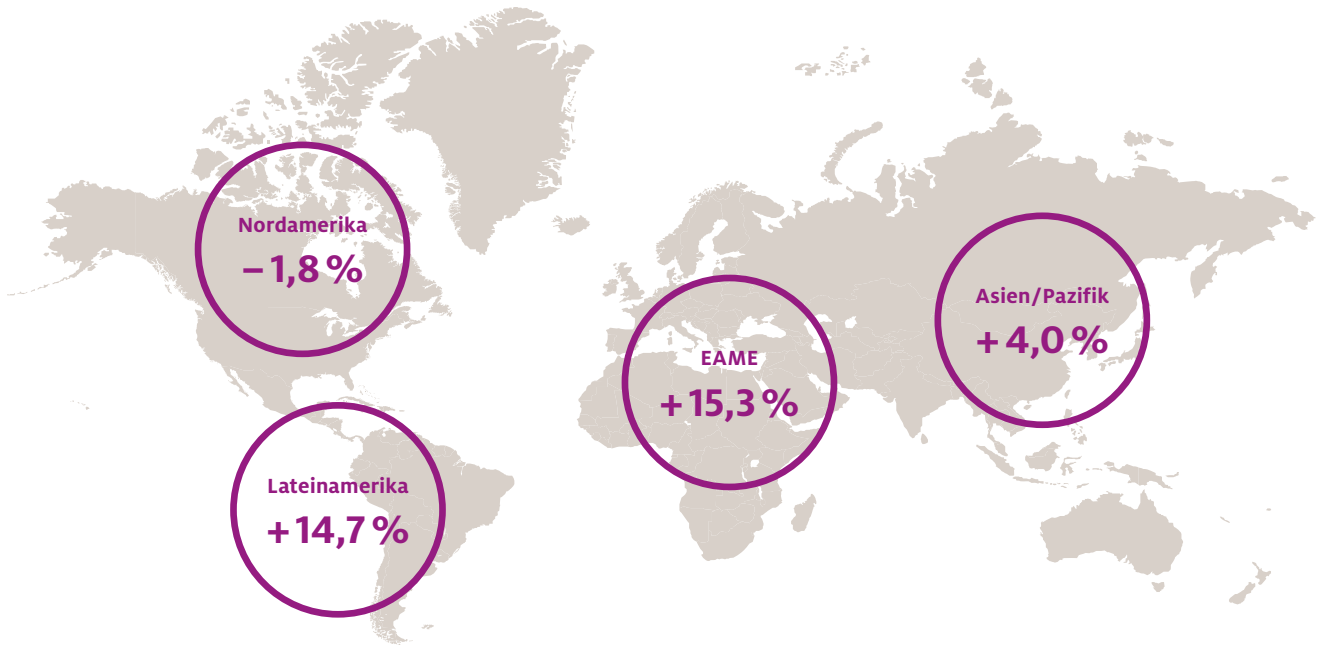 Nordamerika
– 1,8 %
Asien/Pazifik
+ 4,0 %
EAME
+ 15,3 %
Lateinamerika
+ 14,7 %